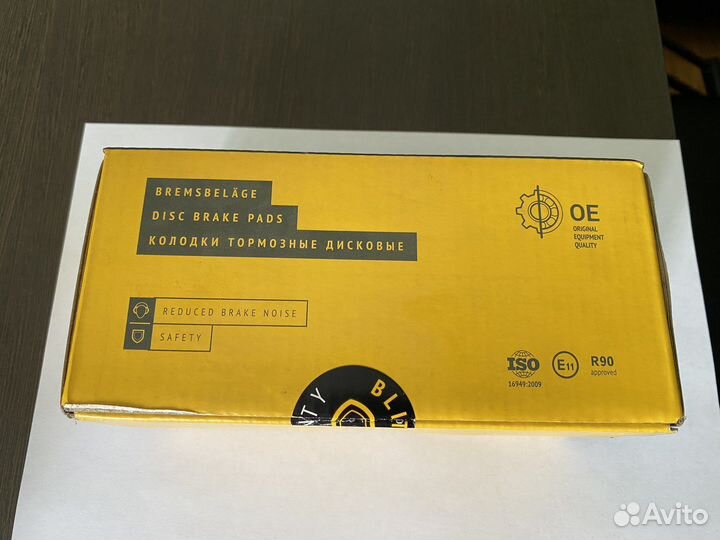 BREMSBELÄGE
DISC BRAKE PADS
КОЛОДКИ ТОРМОЗНЫЕ ДИСКОВЫЕ
OE
ORIGINAL
EQUIPMENT
QUALITY
REDUCED BRAKE NOISE
SAFETY
ISO
16949:2009
E11
R90
approved
Avito